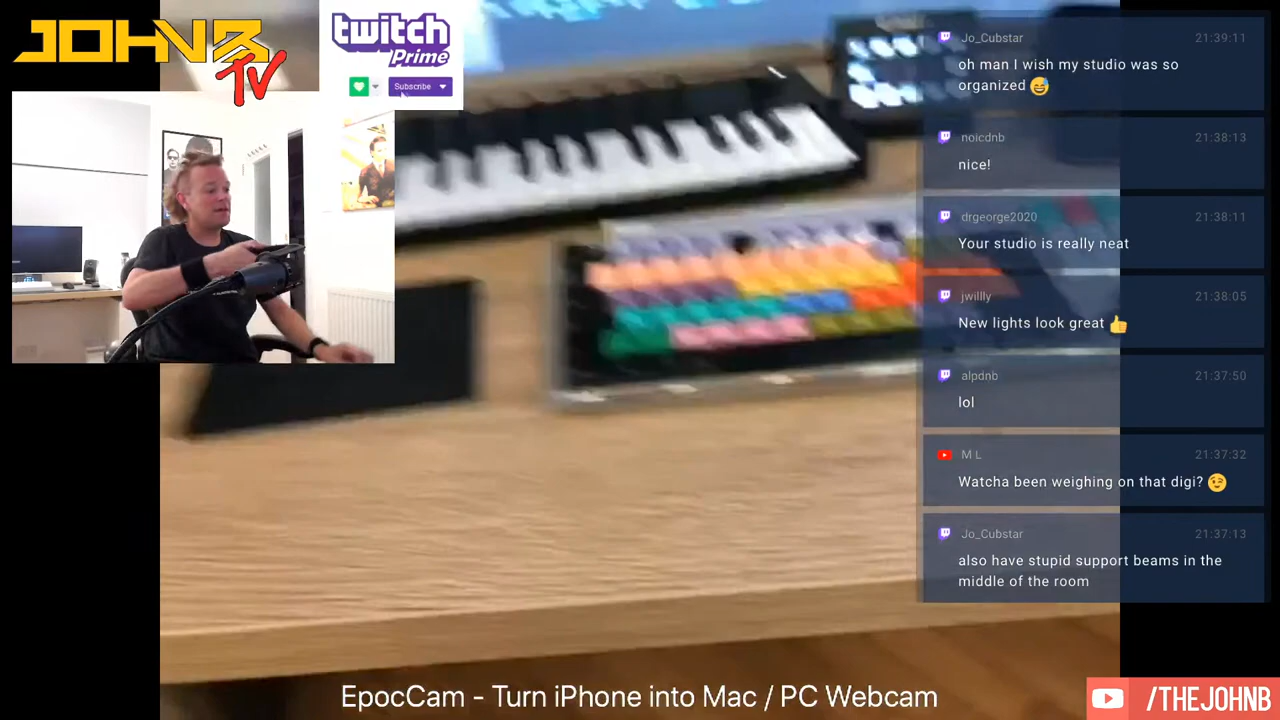 JOHN B
TV
twitch
Prime
Subscribe
Jo_Cubstar
21:39:11
oh man I wish my studio was so
organized 😅
noicdnb
21:38:13
nice!
drgeorge2020
21:38:11
Your studio is really neat
jwillly
21:38:05
New lights look great 👍
alpdnb
21:37:50
lol
M L
21:37:32
Watcha been weighing on that digi? 😉
Jo_Cubstar
21:37:13
also have stupid support beams in the
middle of the room
EpocCam - Turn iPhone into Mac / PC Webcam
/THEJOHNB